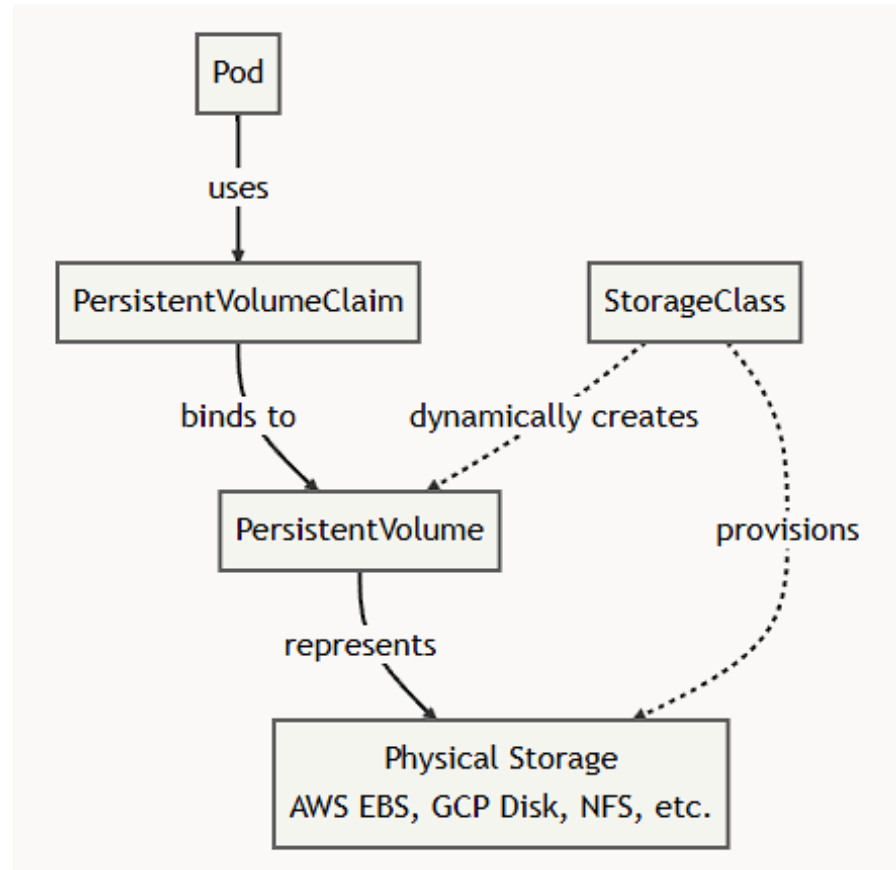 Pod
uses
PersistentVolumeClaim
StorageClass
binds to
dynamically creates
PersistentVolume
provisions
represents
Physical Storage
AWS EBS, GCP Disk, NFS, etc.